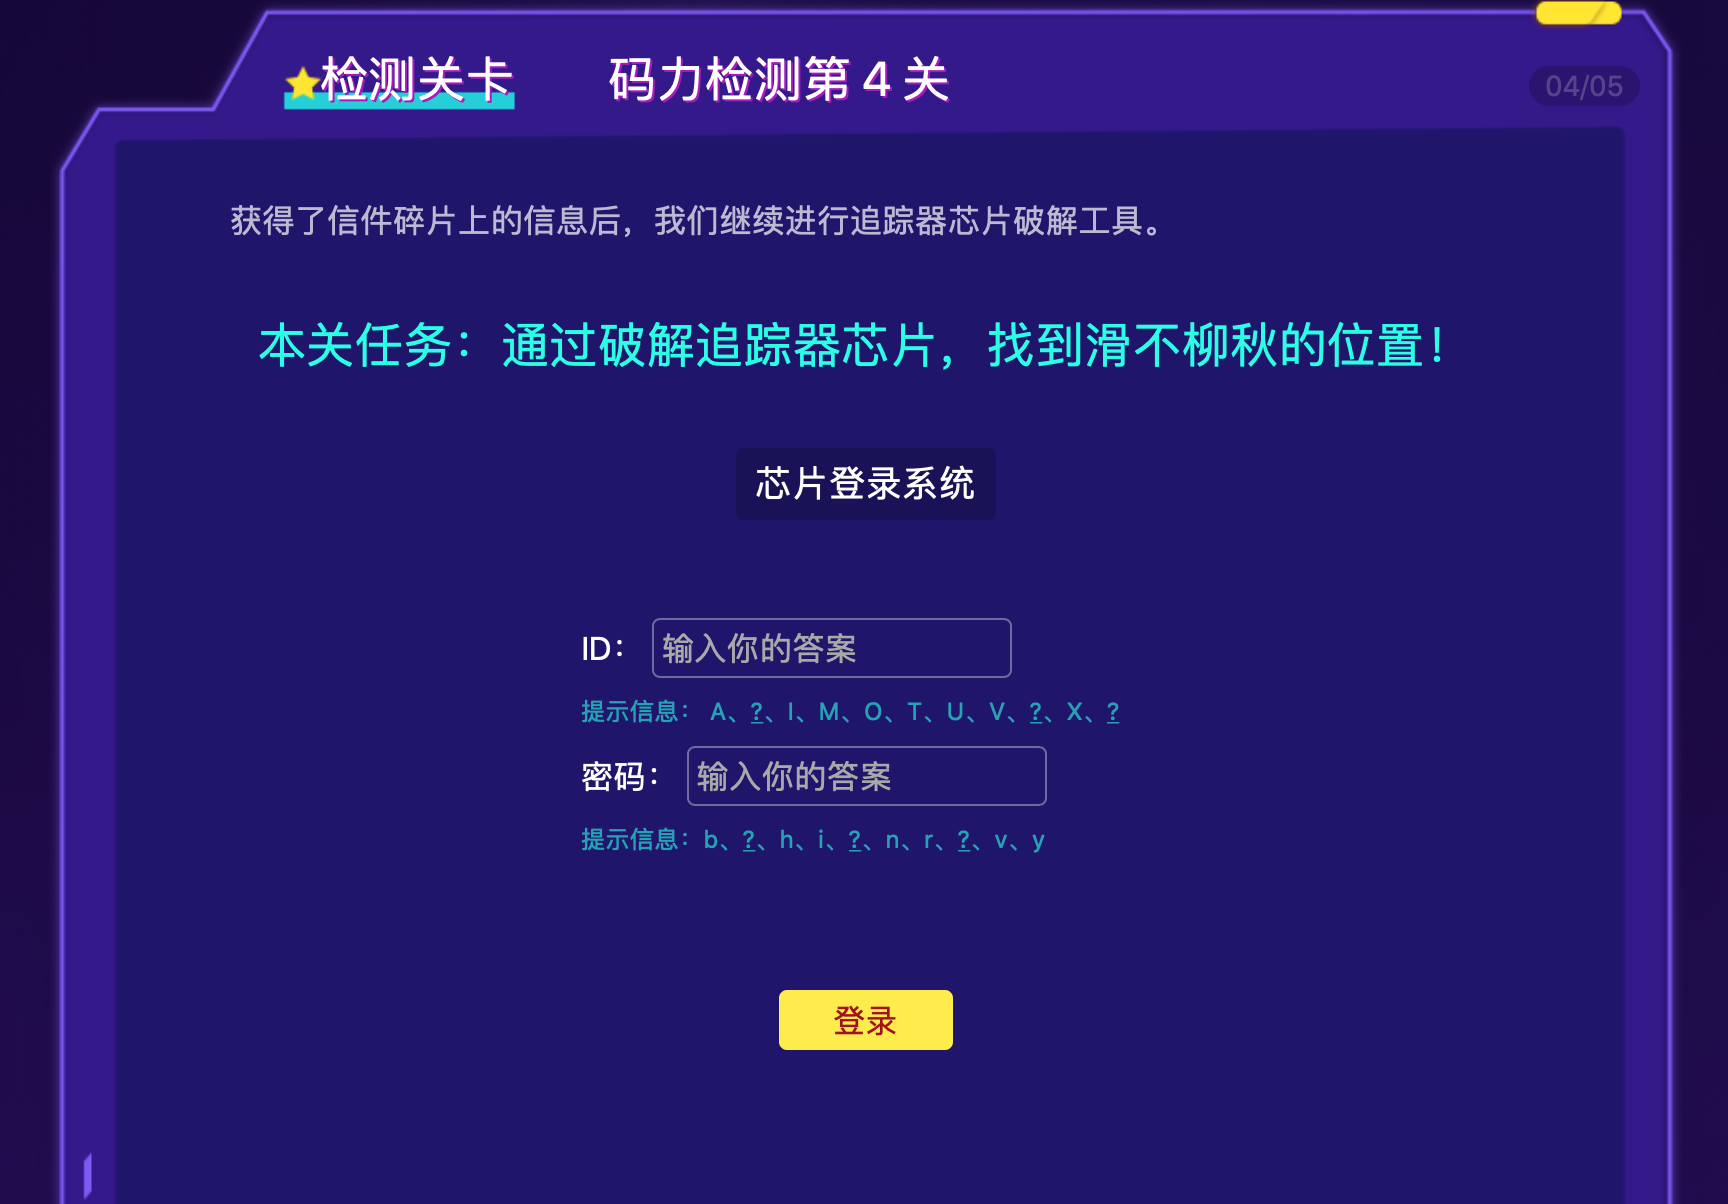 检测关卡 码力检测第 4 关
04/05
获得了信件碎片上的信息后，我们继续进行追踪器芯片破解工具。
本关任务：通过破解追踪器芯片，找到滑不柳秋的位置！
芯片登录系统
ID： 输入你的答案
提示信息： A、?、I、M、O、T、U、V、?、X、?
密码： 输入你的答案
提示信息：b、?、h、i、?、n、r、?、v、y
登录